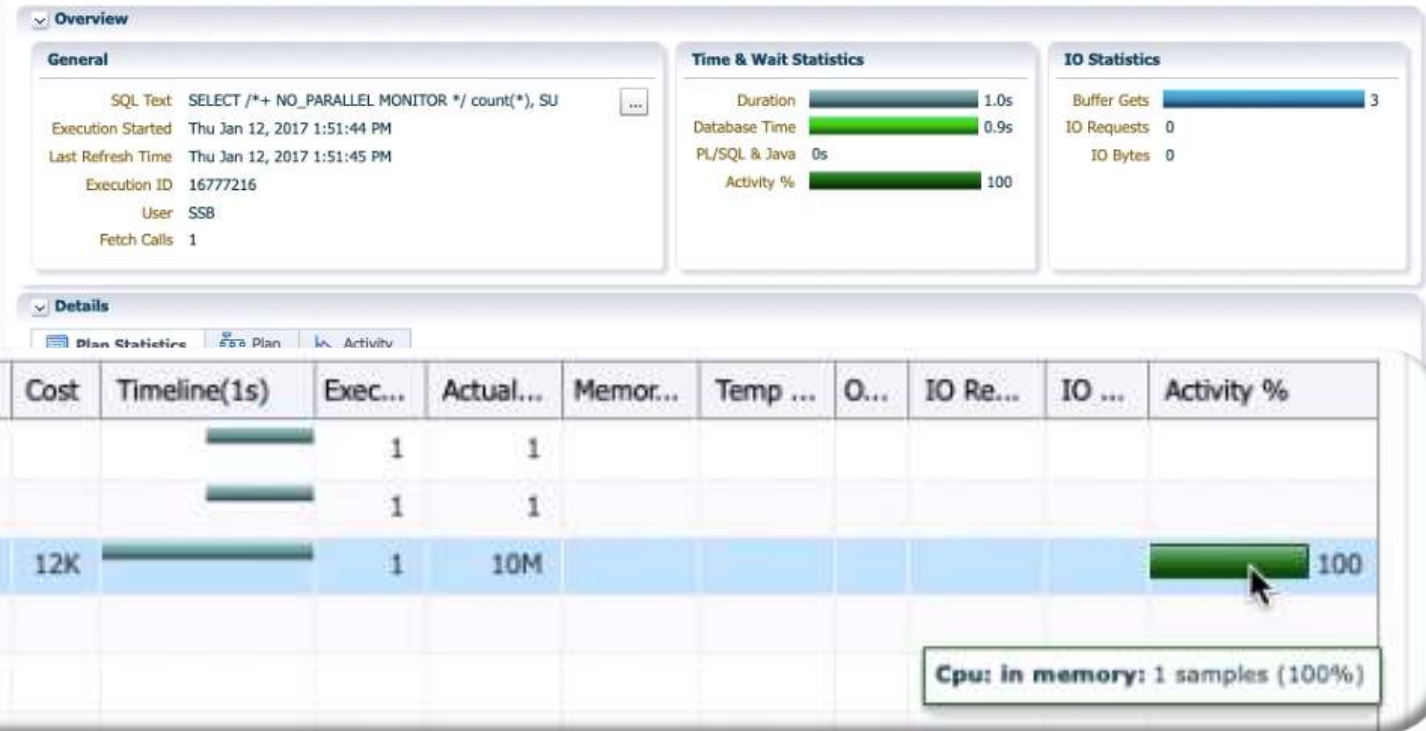 Overview
General
SQL Text SELECT /*+ NO_PARALLEL MONITOR */ count(*), SU ...
Execution Started Thu Jan 12, 2017 1:51:44 PM
Last Refresh Time Thu Jan 12, 2017 1:51:45 PM
Execution ID 16777216
User SSB
Fetch Calls 1
Time & Wait Statistics
Duration 1.0s
Database Time 0.9s
PL/SQL & Java 0s
Activity % 100
IO Statistics
Buffer Gets 3
IO Requests 0
IO Bytes 0
Details
Plan Statistics Plan Activity
Cost Timeline(1s) Exec... Actual... Memor... Temp ... O... IO Re... IO ... Activity %
1 1
1 1
12K 1 10M 100
Cpu: in memory: 1 samples (100%)